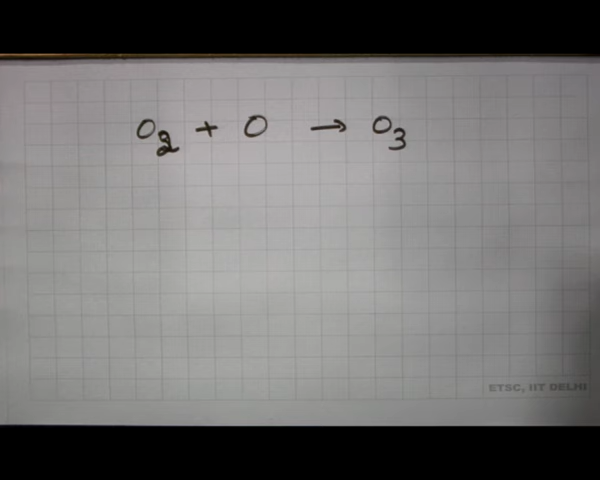 O₂ + O → O₃
ETSC, IIT DELHI